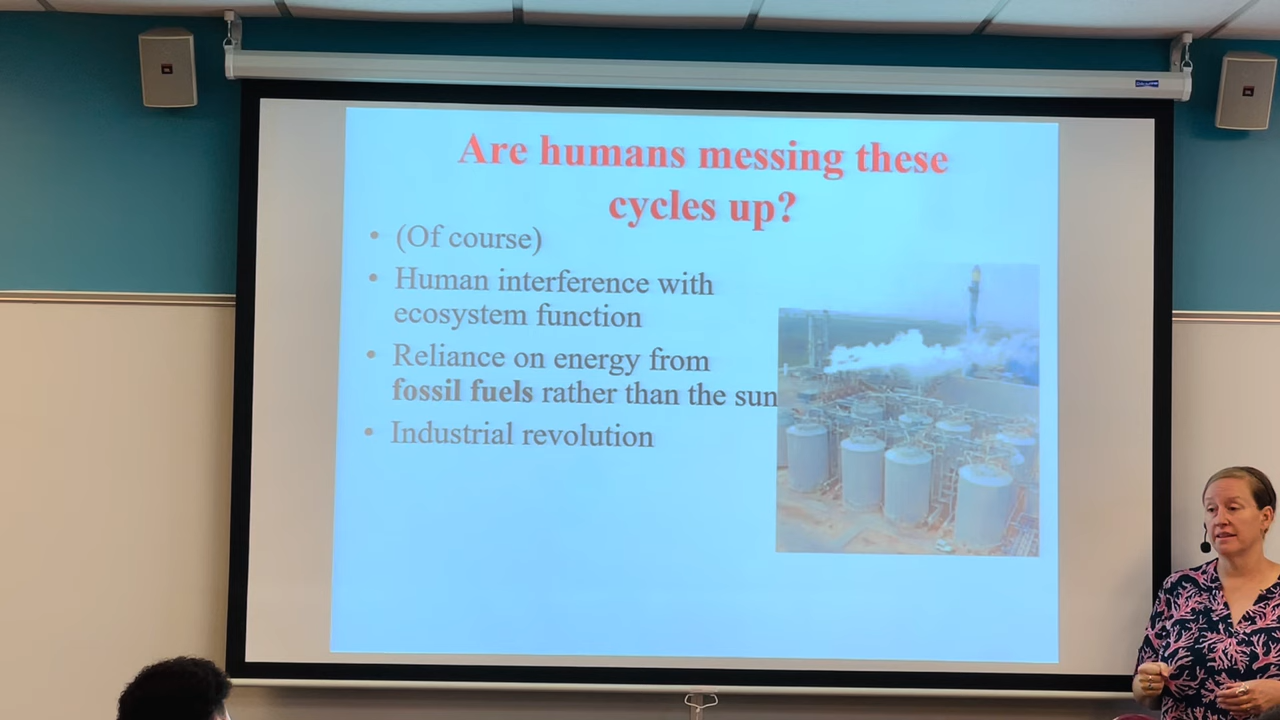 Are humans messing these
cycles up?
• (Of course)
• Human interference with
ecosystem function
• Reliance on energy from
fossil fuels rather than the sun
• Industrial revolution